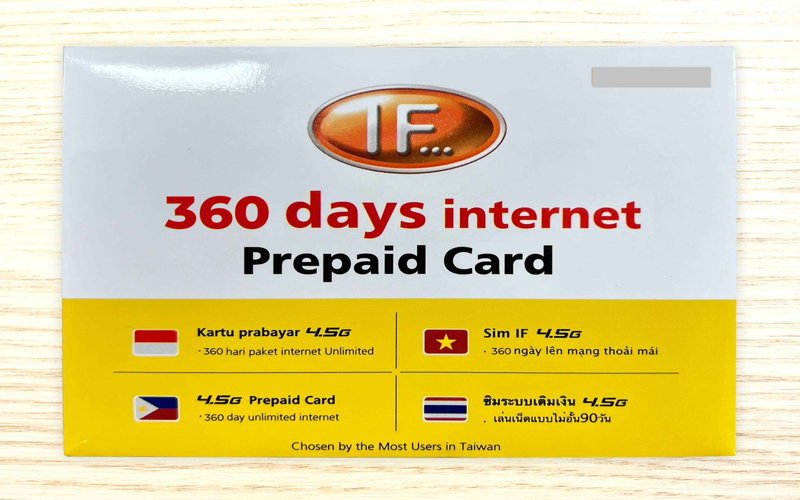 IF...
360 days internet
Prepaid Card
Kartu prabayar 4.5G
· 360 hari paket internet Unlimited
Sim IF 4.5G
· 360 ngày lên mạng thoải mái
4.5G Prepaid Card
· 360 day unlimited internet
ซิมระบบเติมเงิน 4.5G
· เล่นเน็ตแบบไม่อั้น90วัน
Chosen by the Most Users in Taiwan